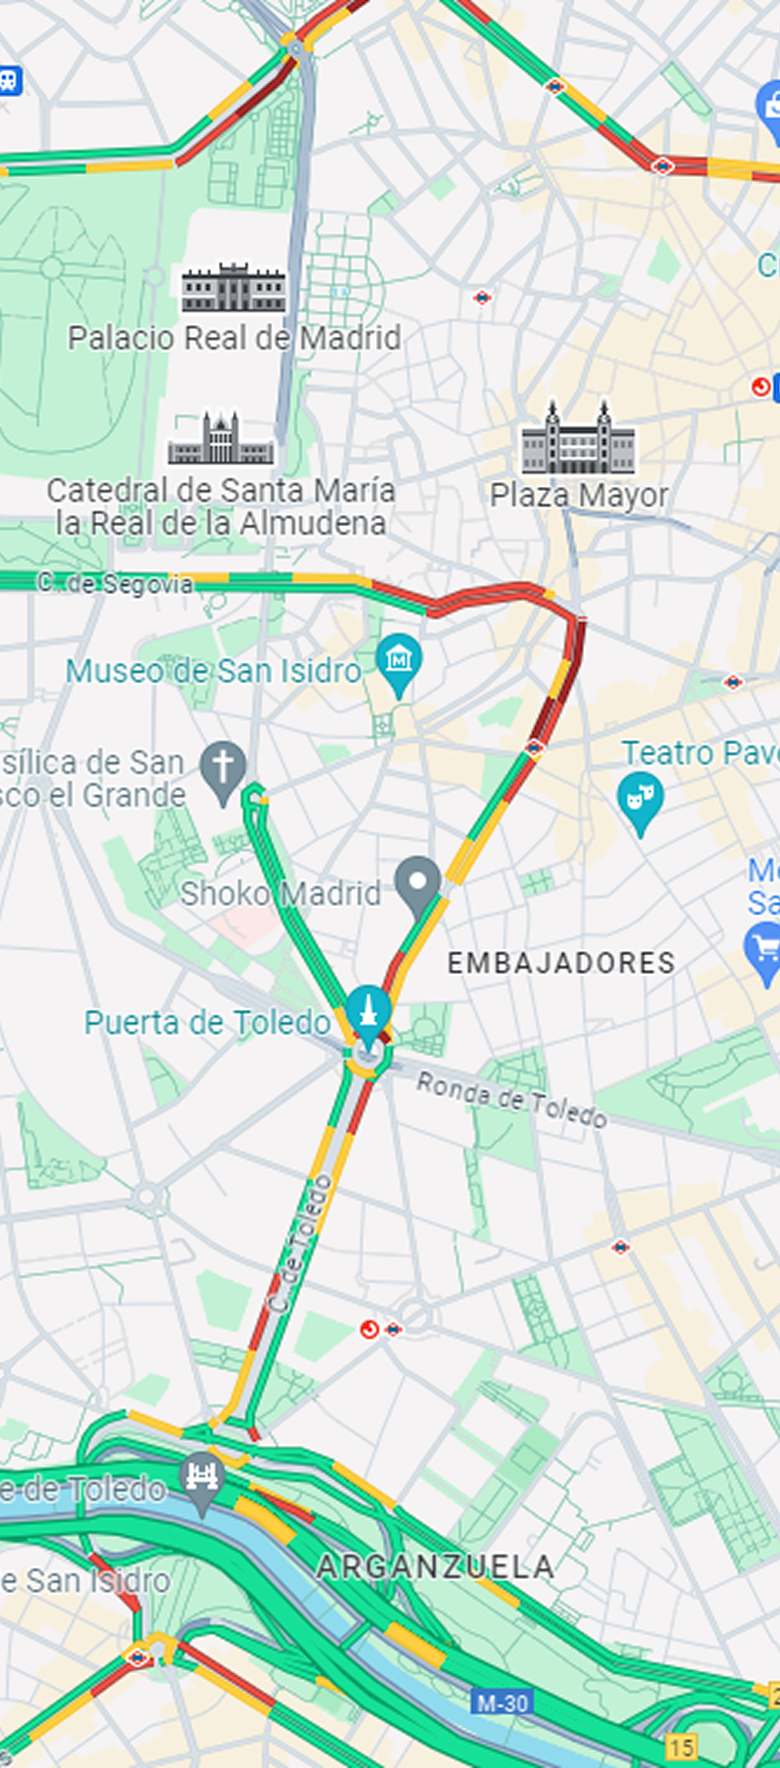 Palacio Real de Madrid
Catedral de Santa María
la Real de la Almudena
Plaza Mayor
C. de Segovia
Museo de San Isidro
Teatro Pav
sílica de San
sco el Grande
Shoko Madrid
EMBAJADORES
Puerta de Toledo
Ronda de Toledo
C. de Toledo
e de Toledo
ARGANZUELA
e San Isidro
M-30
15